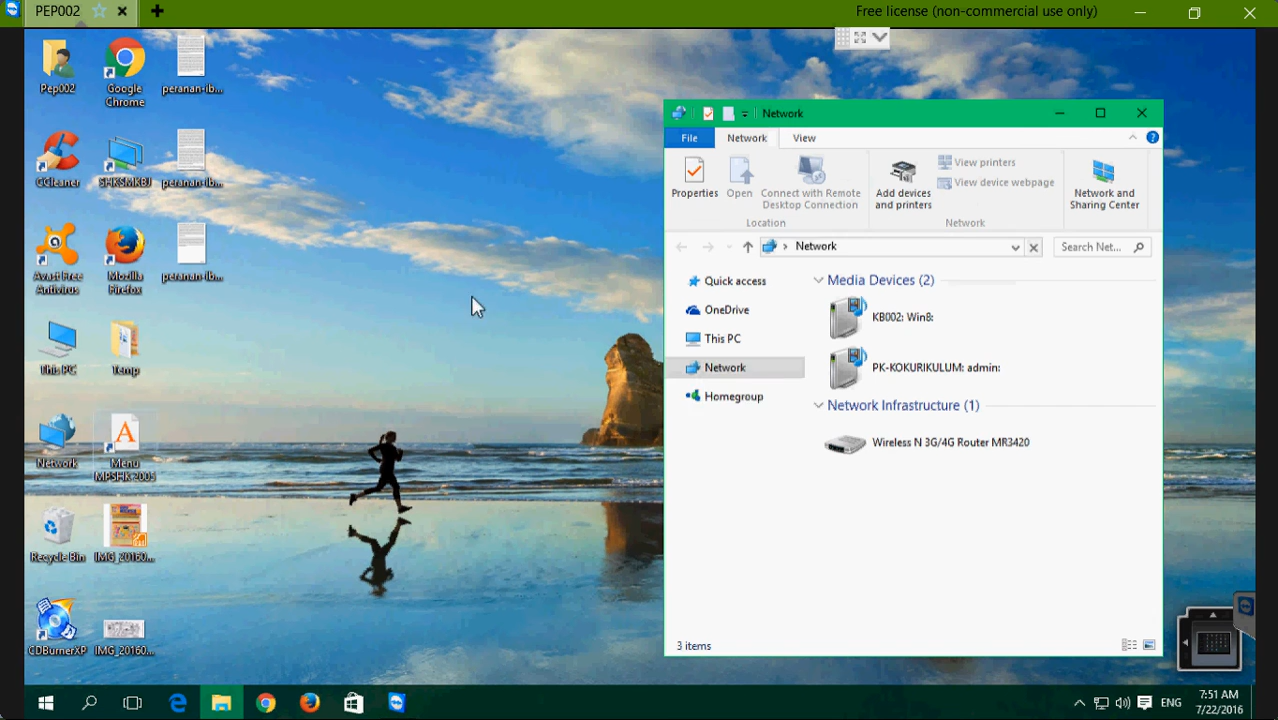 PEP002
Free license (non-commercial use only)
Pep002
Google
Chrome
peranan-ib...
CCleaner
SHKSMKBJ
peranan-ib...
Avast Free
Antivirus
Mozilla
Firefox
peranan-ib...
This PC
Temp
Network
Menu
MPSHK 2005
Recycle Bin
IMG_20160...
CDBurnerXP
IMG_20160...
Network
File
Network
View
Properties
Open
Connect with Remote
Desktop Connection
Location
Add devices
and printers
View printers
View device webpage
Network
Network and
Sharing Center
Network
Search Net...
Quick access
OneDrive
This PC
Network
Homegroup
Media Devices (2)
KB002: Win8:
PK-KOKURIKULUM: admin:
Network Infrastructure (1)
Wireless N 3G/4G Router MR3420
3 items
ENG
7:51 AM
7/22/2016